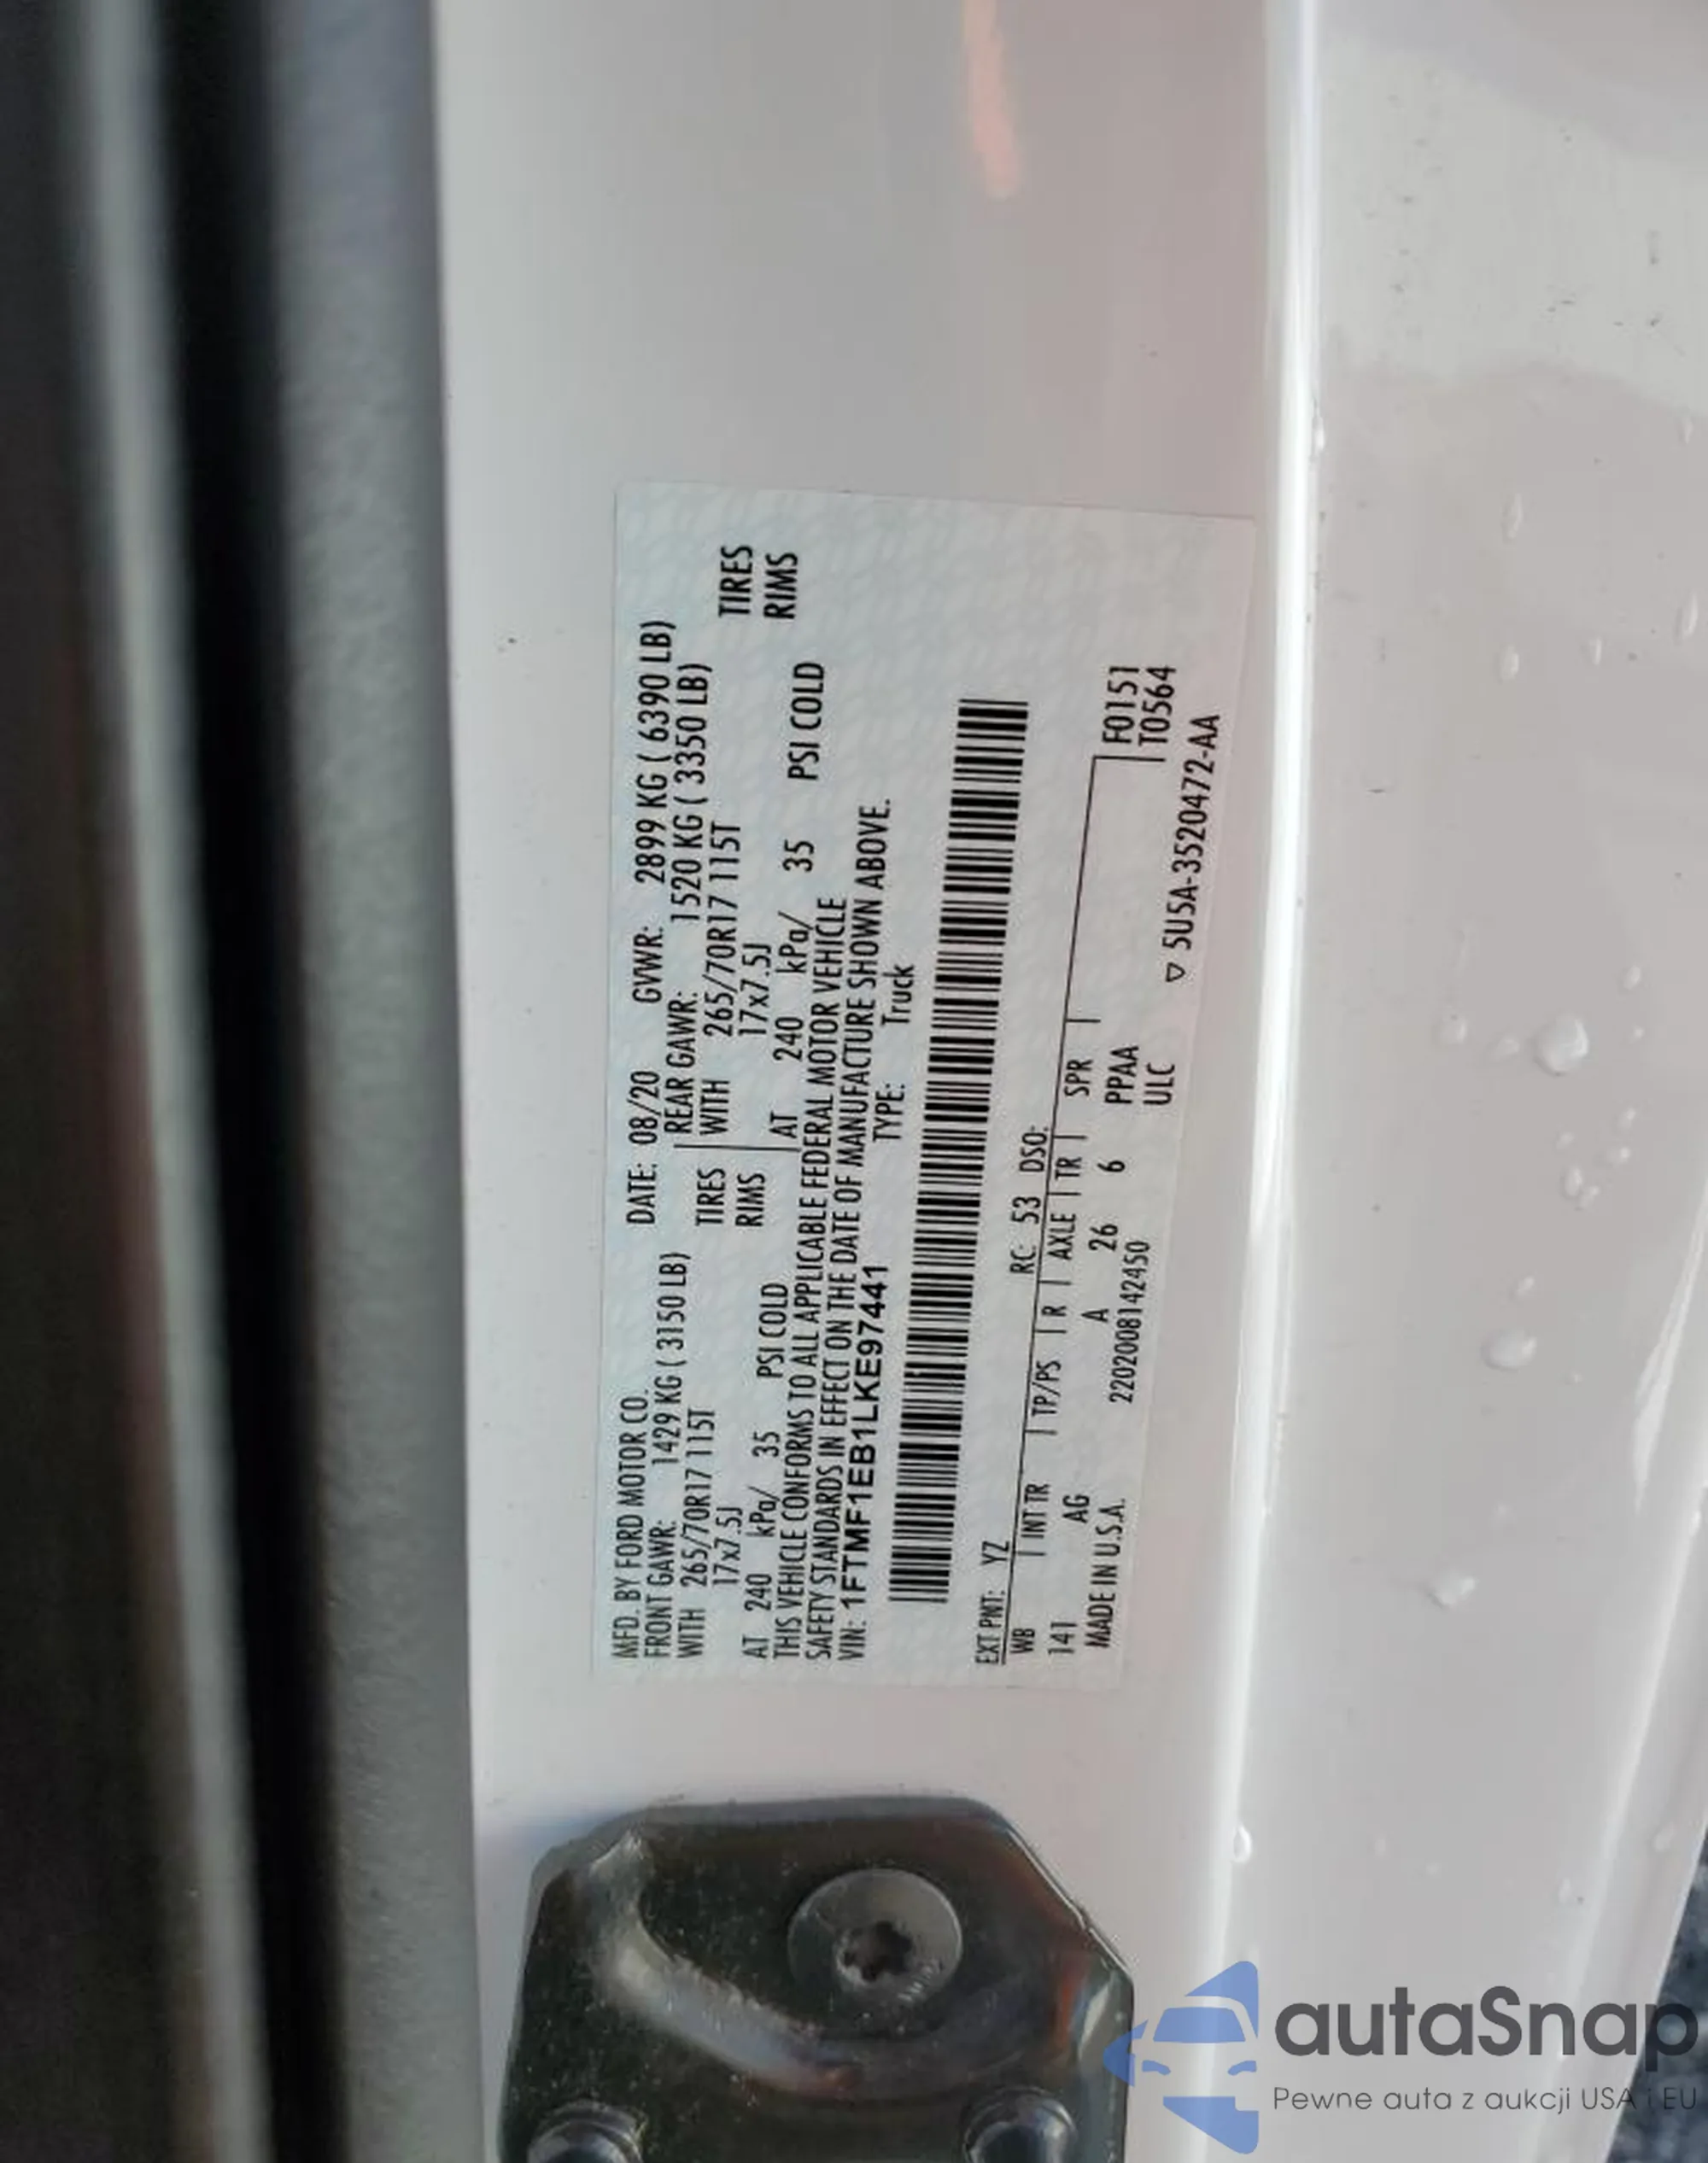 MFD. BY FORD MOTOR CO. DATE: 08/20 GVWR: 2899 KG ( 6390 LB)
FRONT GAWR: 1429 KG ( 3150 LB) REAR GAWR: 1520 KG ( 3350 LB)
WITH 265/70R17 115T TIRES WITH 265/70R17 115T TIRES
17x7.5J RIMS 17x7.5J RIMS
AT 240 kPa/ 35 PSI COLD AT 240 kPa/ 35 PSI COLD
THIS VEHICLE CONFORMS TO ALL APPLICABLE FEDERAL MOTOR VEHICLE
SAFETY STANDARDS IN EFFECT ON THE DATE OF MANUFACTURE SHOWN ABOVE.
VIN: 1FTMF1EB1LKE97441 TYPE: Truck
EXT PNT: YZ RC: 53 DSO:
WB INT TR TP/PS R AXLE TR SPR F0151
141 AG A 26 6 PPAA T0564
MADE IN U.S.A. 2202008142450 ULC
▽ 5U5A-3520472-AA
autaSnap
Pewne auta z aukcji USA i EU